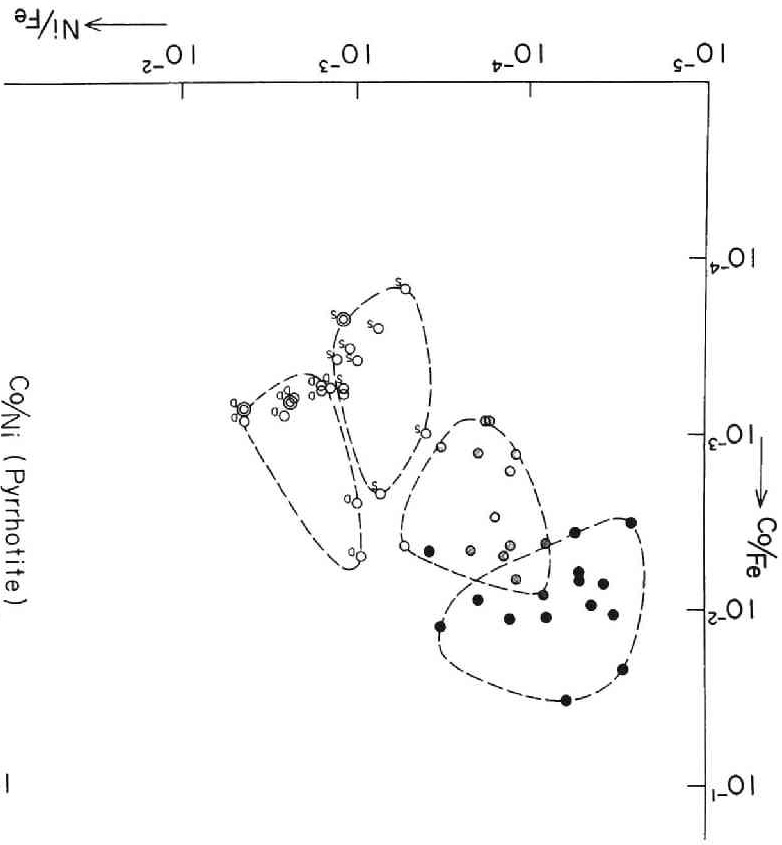 Ni/Fe ←
10⁻² 10⁻³ 10⁻⁴ 10⁻⁵
10⁻⁴
s
s
s
s
s s
a a s
a a
a a
a
a
s
10⁻³
s
a
a
→ Co/Fe
10⁻²
10⁻¹
Co/Ni (Pyrrhotite)